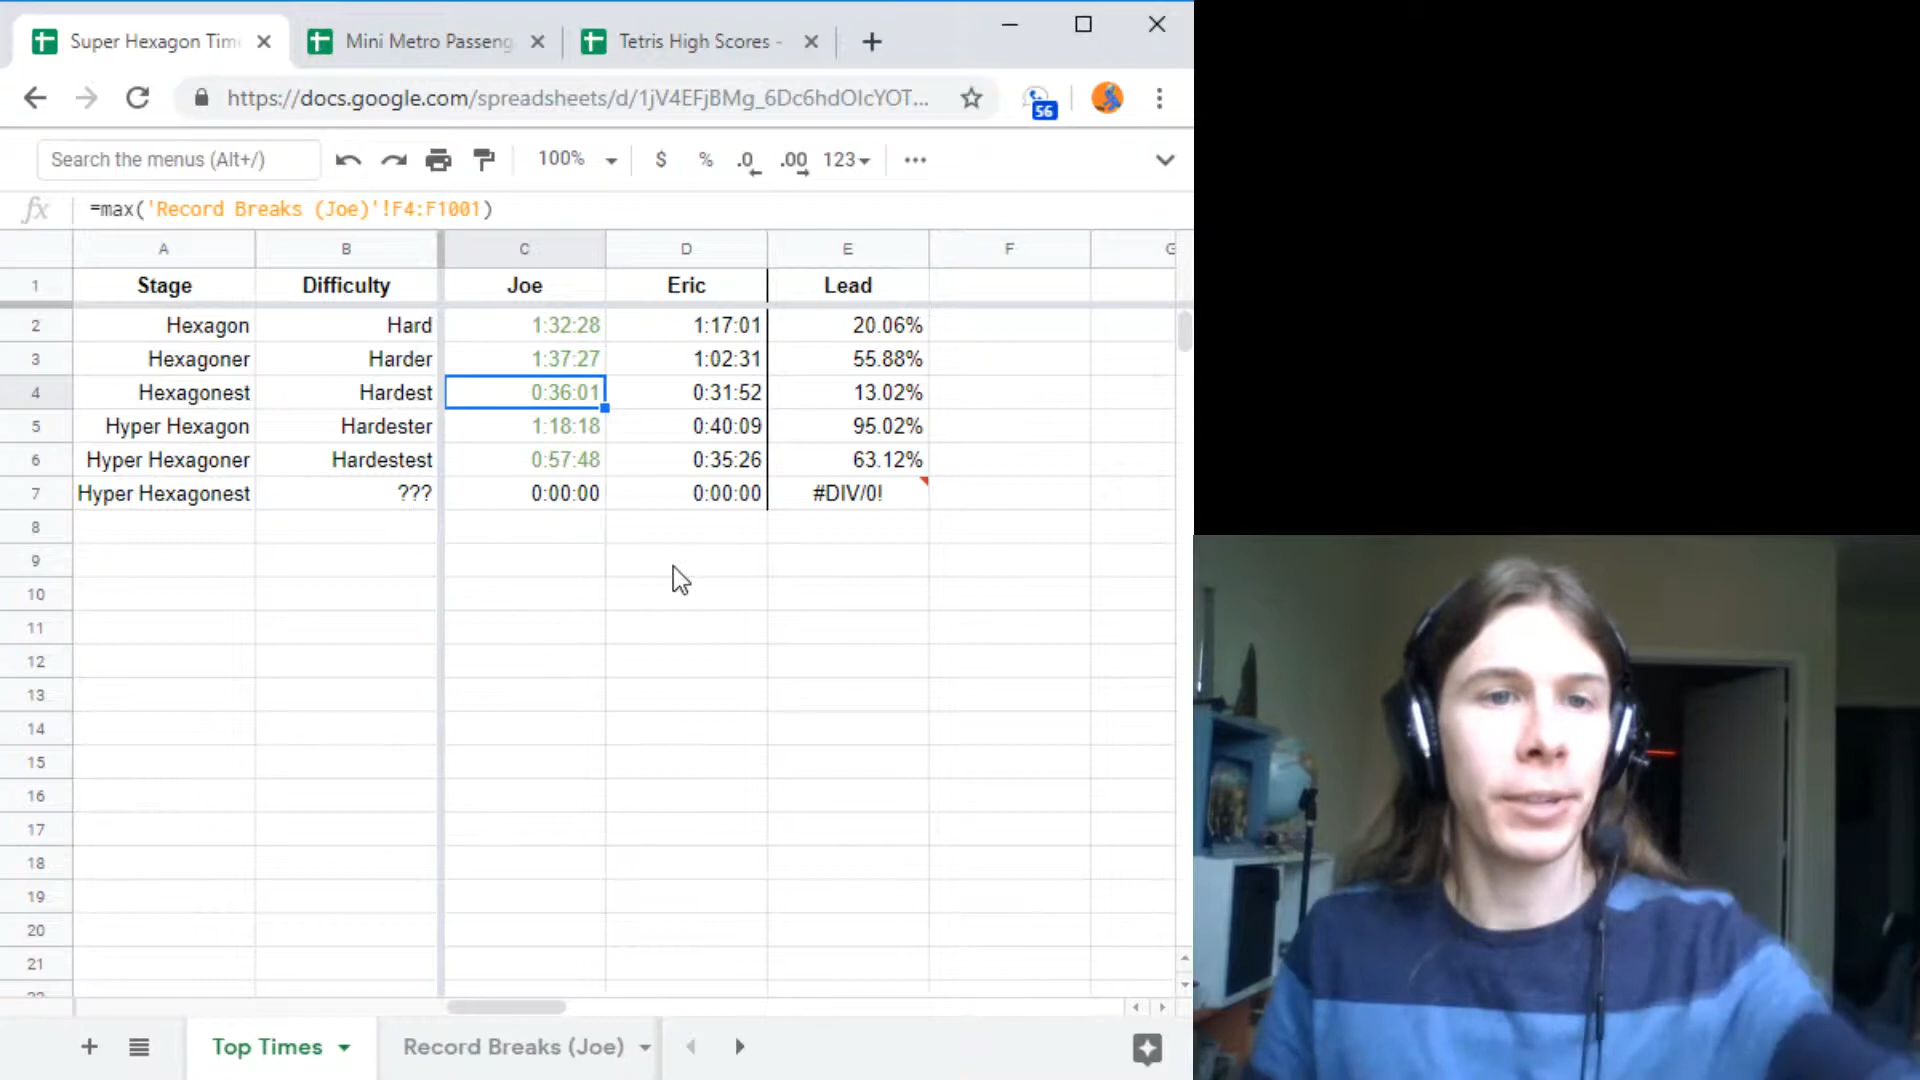 Super Hexagon Tim
Mini Metro Passeng
Tetris High Scores -
https://docs.google.com/spreadsheets/d/1jV4EFjBMg_6Dc6hdOIcYOT...
56
Search the menus (Alt+/)
100%
$ % .0 .00 123
fx =max('Record Breaks (Joe)'!F4:F1001)
A B C D E F G
1 Stage Difficulty Joe Eric Lead
2 Hexagon Hard 1:32:28 1:17:01 20.06%
3 Hexagoner Harder 1:37:27 1:02:31 55.88%
4 Hexagonest Hardest 0:36:01 0:31:52 13.02%
5 Hyper Hexagon Hardester 1:18:18 0:40:09 95.02%
6 Hyper Hexagoner Hardestest 0:57:48 0:35:26 63.12%
7 Hyper Hexagonest ??? 0:00:00 0:00:00 #DIV/0!
8
9
10
11
12
13
14
15
16
17
18
19
20
21
22
Top Times
Record Breaks (Joe)